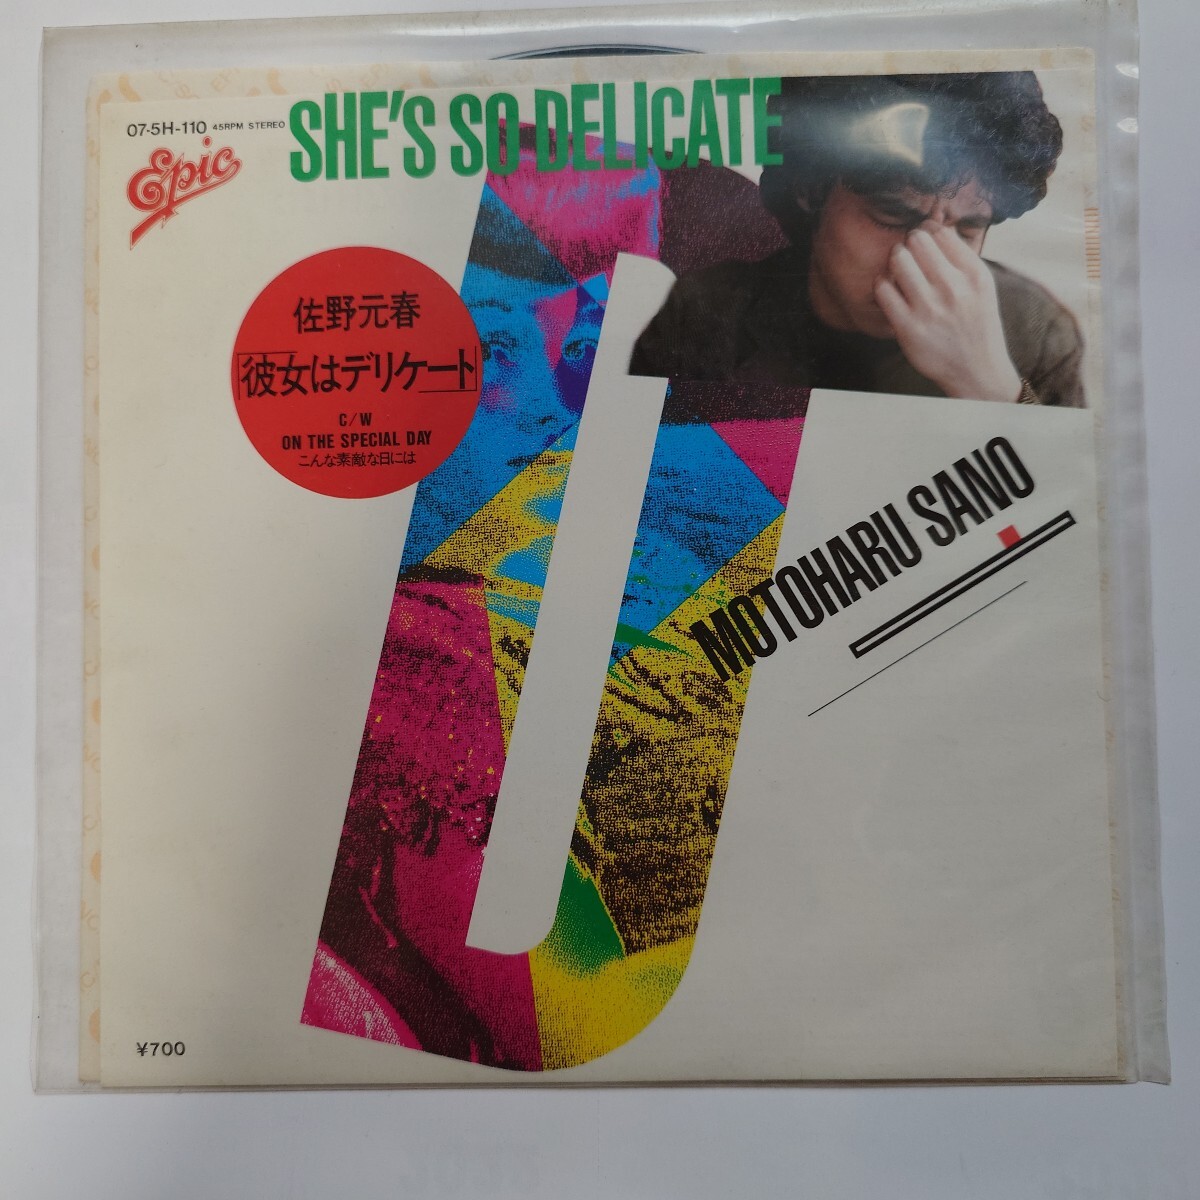 07·5H-110 45RPM STEREO
SHE'S SO DELICATE
Epic
佐野元春
「彼女はデリケート」
C/W
ON THE SPECIAL DAY
こんな素敵な日には
MOTOHARU SANO
¥700